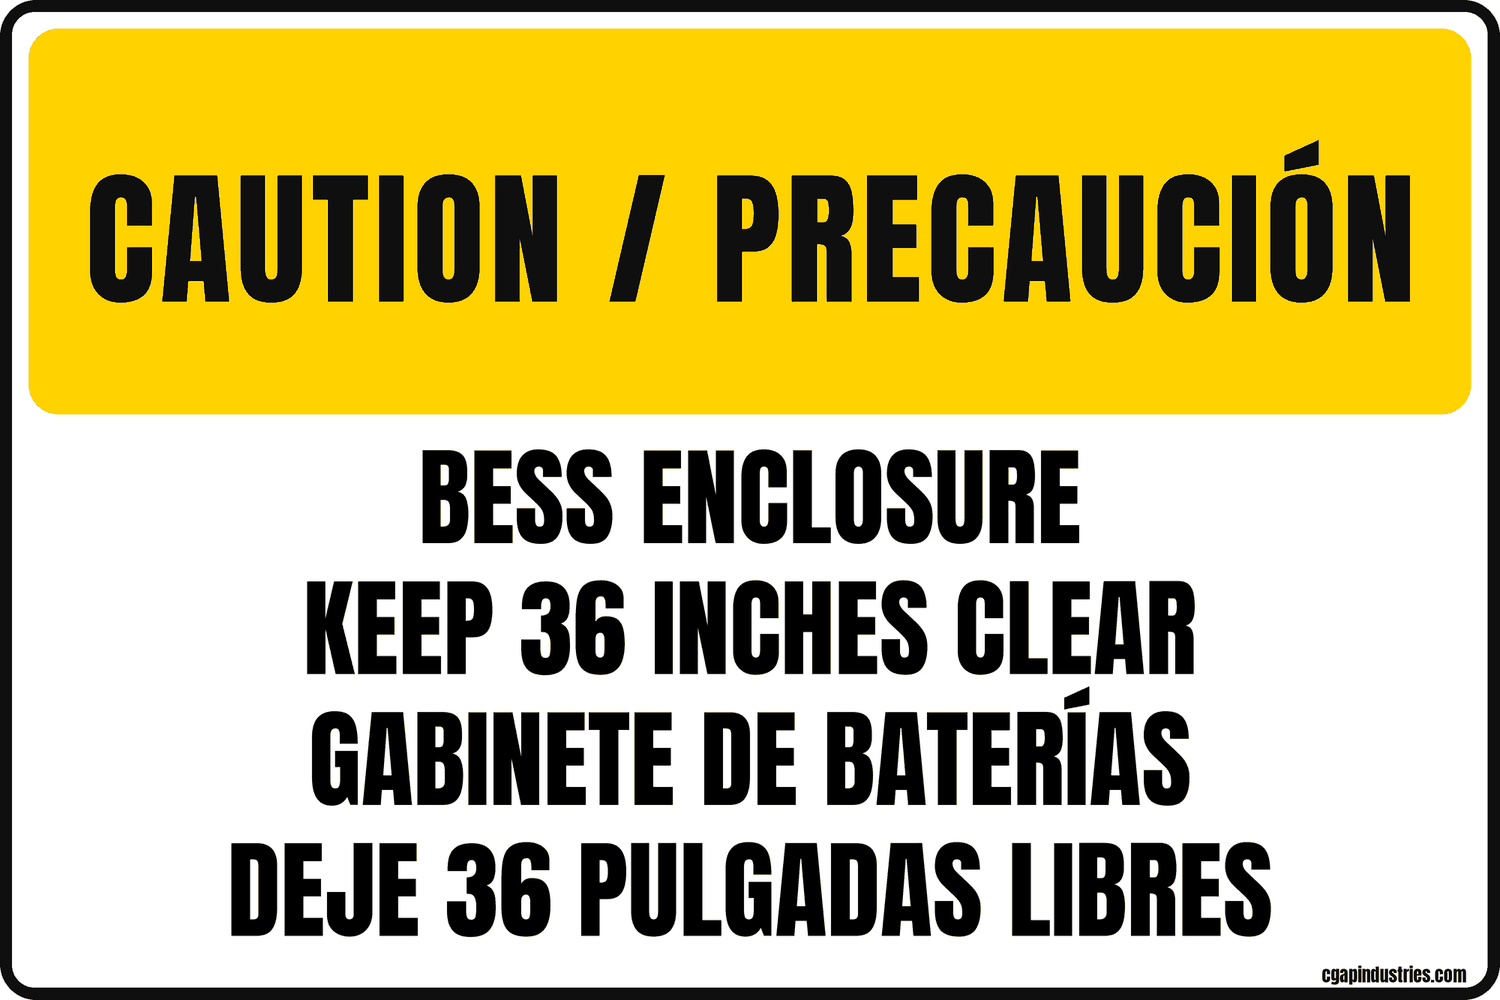 CAUTION / PRECAUCIÓN
BESS ENCLOSURE
KEEP 36 INCHES CLEAR
GABINETE DE BATERÍAS
DEJE 36 PULGADAS LIBRES
cgapindustries.com